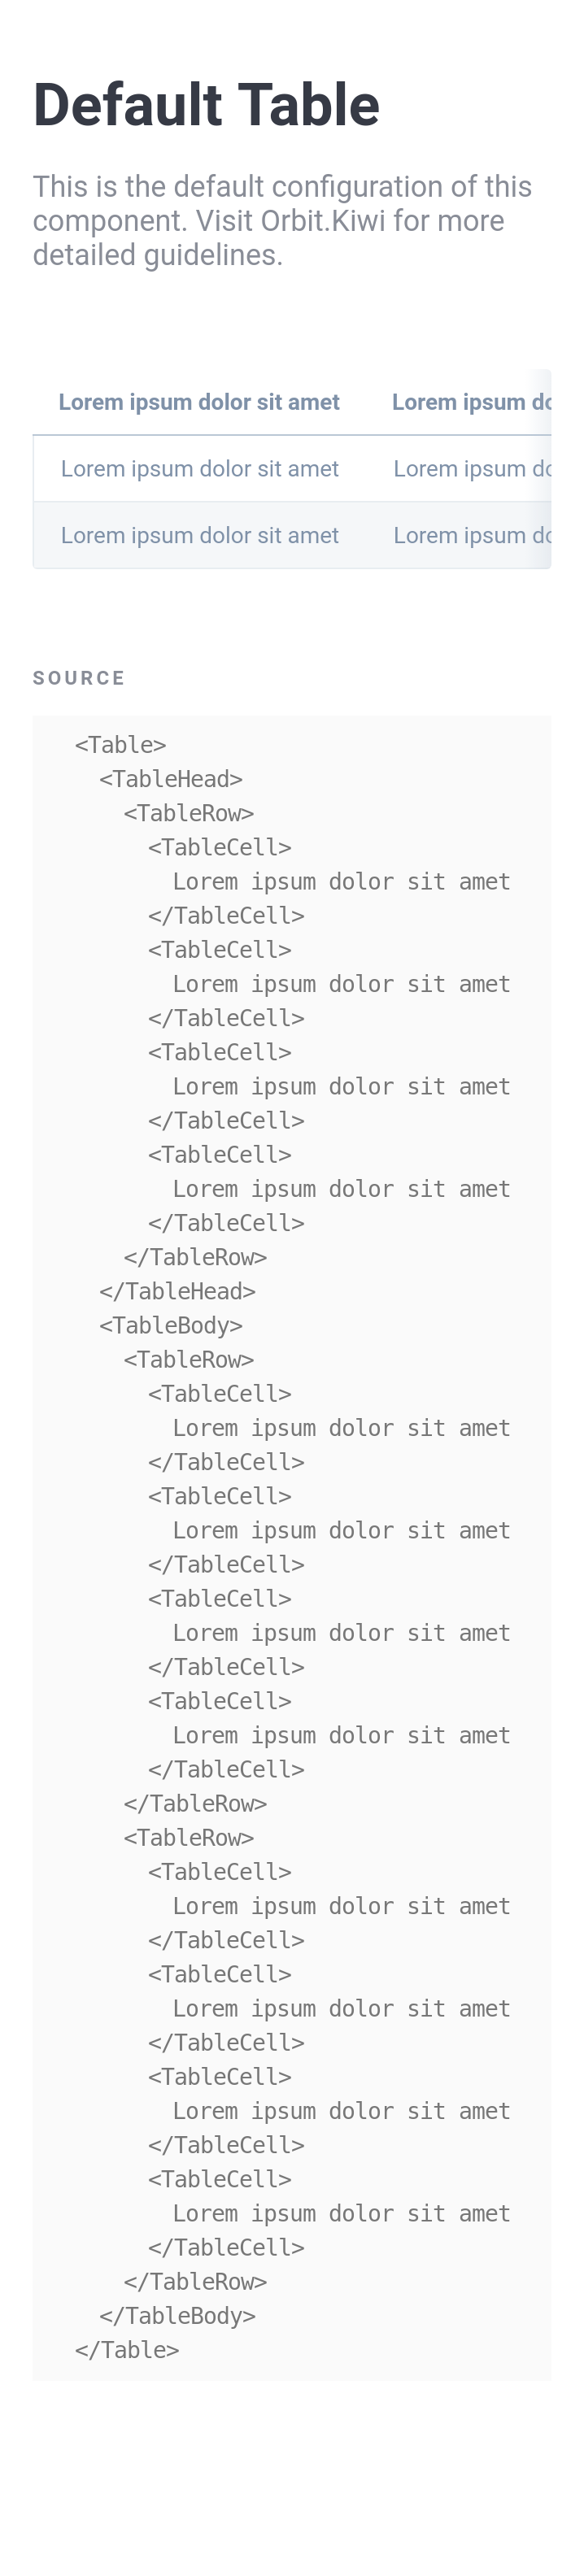 Default Table
This is the default configuration of this
component. Visit Orbit.Kiwi for more
detailed guidelines.
Lorem ipsum dolor sit amet Lorem ipsum do
Lorem ipsum dolor sit amet Lorem ipsum do
Lorem ipsum dolor sit amet Lorem ipsum do
SOURCE
<Table>
<TableHead>
<TableRow>
<TableCell>
Lorem ipsum dolor sit amet
</TableCell>
<TableCell>
Lorem ipsum dolor sit amet
</TableCell>
<TableCell>
Lorem ipsum dolor sit amet
</TableCell>
<TableCell>
Lorem ipsum dolor sit amet
</TableCell>
</TableRow>
</TableHead>
<TableBody>
<TableRow>
<TableCell>
Lorem ipsum dolor sit amet
</TableCell>
<TableCell>
Lorem ipsum dolor sit amet
</TableCell>
<TableCell>
Lorem ipsum dolor sit amet
</TableCell>
<TableCell>
Lorem ipsum dolor sit amet
</TableCell>
</TableRow>
<TableRow>
<TableCell>
Lorem ipsum dolor sit amet
</TableCell>
<TableCell>
Lorem ipsum dolor sit amet
</TableCell>
<TableCell>
Lorem ipsum dolor sit amet
</TableCell>
<TableCell>
Lorem ipsum dolor sit amet
</TableCell>
</TableRow>
</TableBody>
</Table>